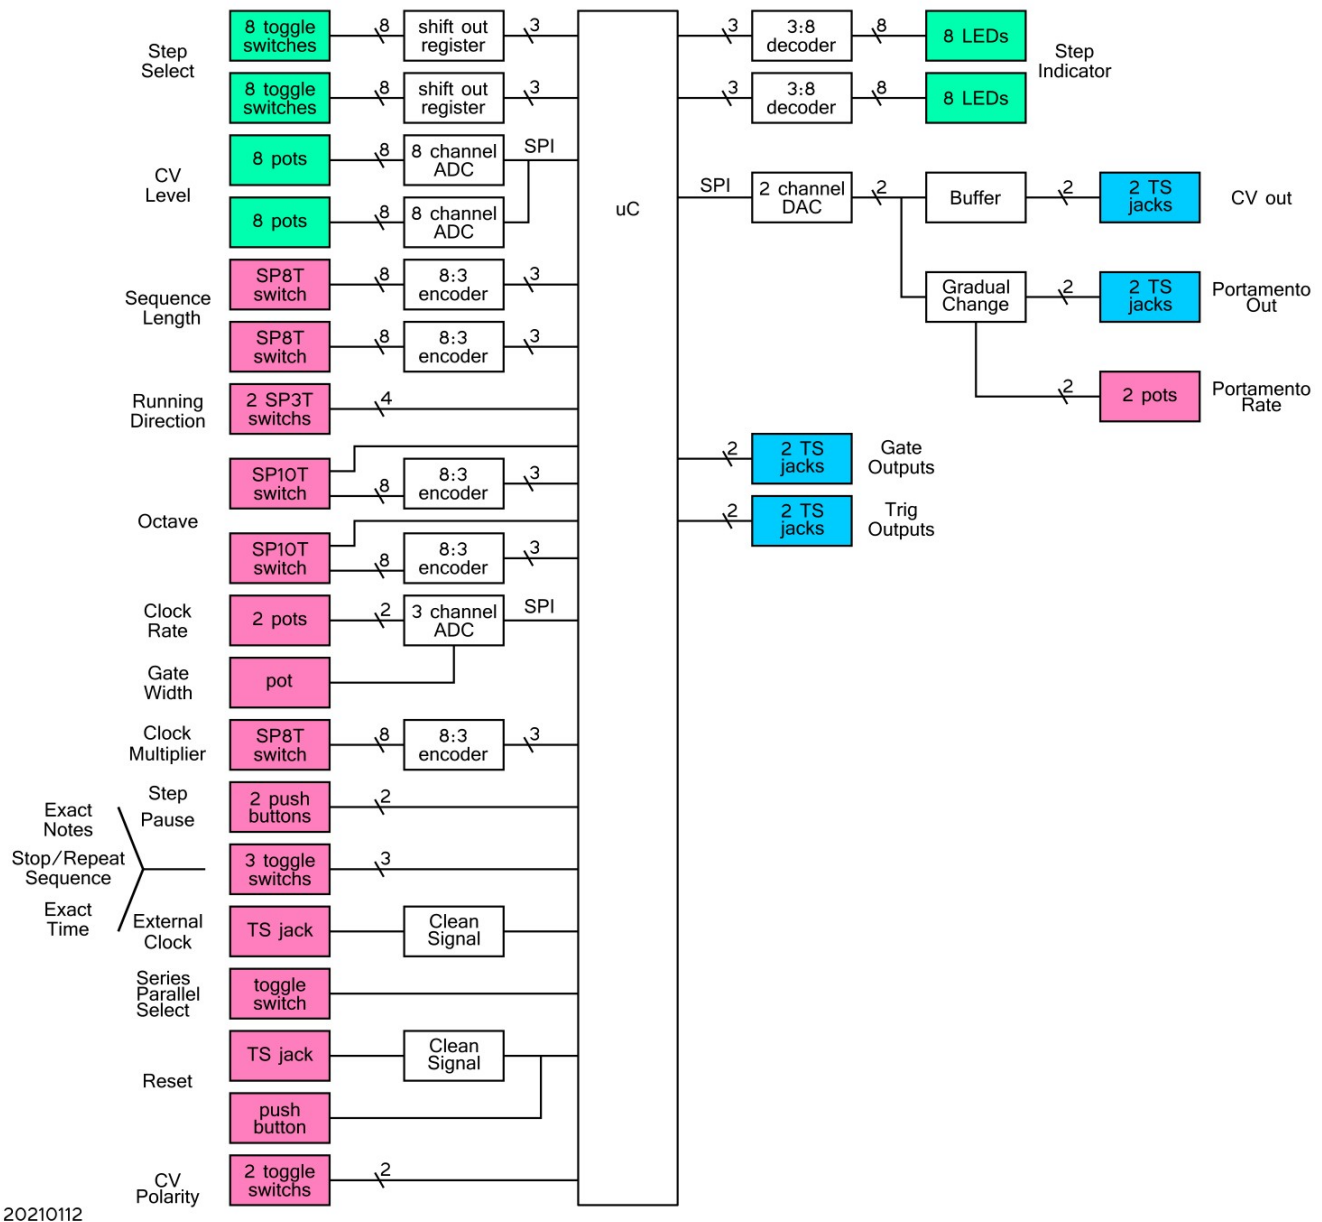 8 toggle
switches
8
shift out
register
3
3
3:8
decoder
8
8 LEDs
Step
Select
Step
Indicator
8 toggle
switches
8
shift out
register
3
3
3:8
decoder
8
8 LEDs
CV
Level
8 pots
8
8 channel
ADC
SPI
8 pots
8
8 channel
ADC
uC
SPI
2 channel
DAC
2
Buffer
2
2 TS
jacks
CV out
Sequence
Length
SP8T
switch
8
8:3
encoder
3
Gradual
Change
2
2 TS
jacks
Portamento
Out
SP8T
switch
8
8:3
encoder
3
Running
Direction
2 SP3T
switchs
4
2
2 pots
Portamento
Rate
Octave
SP10T
switch
8
8:3
encoder
3
2
2 TS
jacks
Gate
Outputs
SP10T
switch
8
8:3
encoder
3
2
2 TS
jacks
Trig
Outputs
Clock
Rate
2 pots
2
3 channel
ADC
SPI
Gate
Width
pot
Clock
Multiplier
SP8T
switch
8
8:3
encoder
3
Step
Pause
2 push
buttons
2
Exact
Notes
Stop/Repeat
Sequence
Exact
Time
3 toggle
switchs
3
External
Clock
TS jack
Clean
Signal
Series
Parallel
Select
toggle
switch
Reset
TS jack
Clean
Signal
push
button
CV
Polarity
2 toggle
switchs
2
20210112